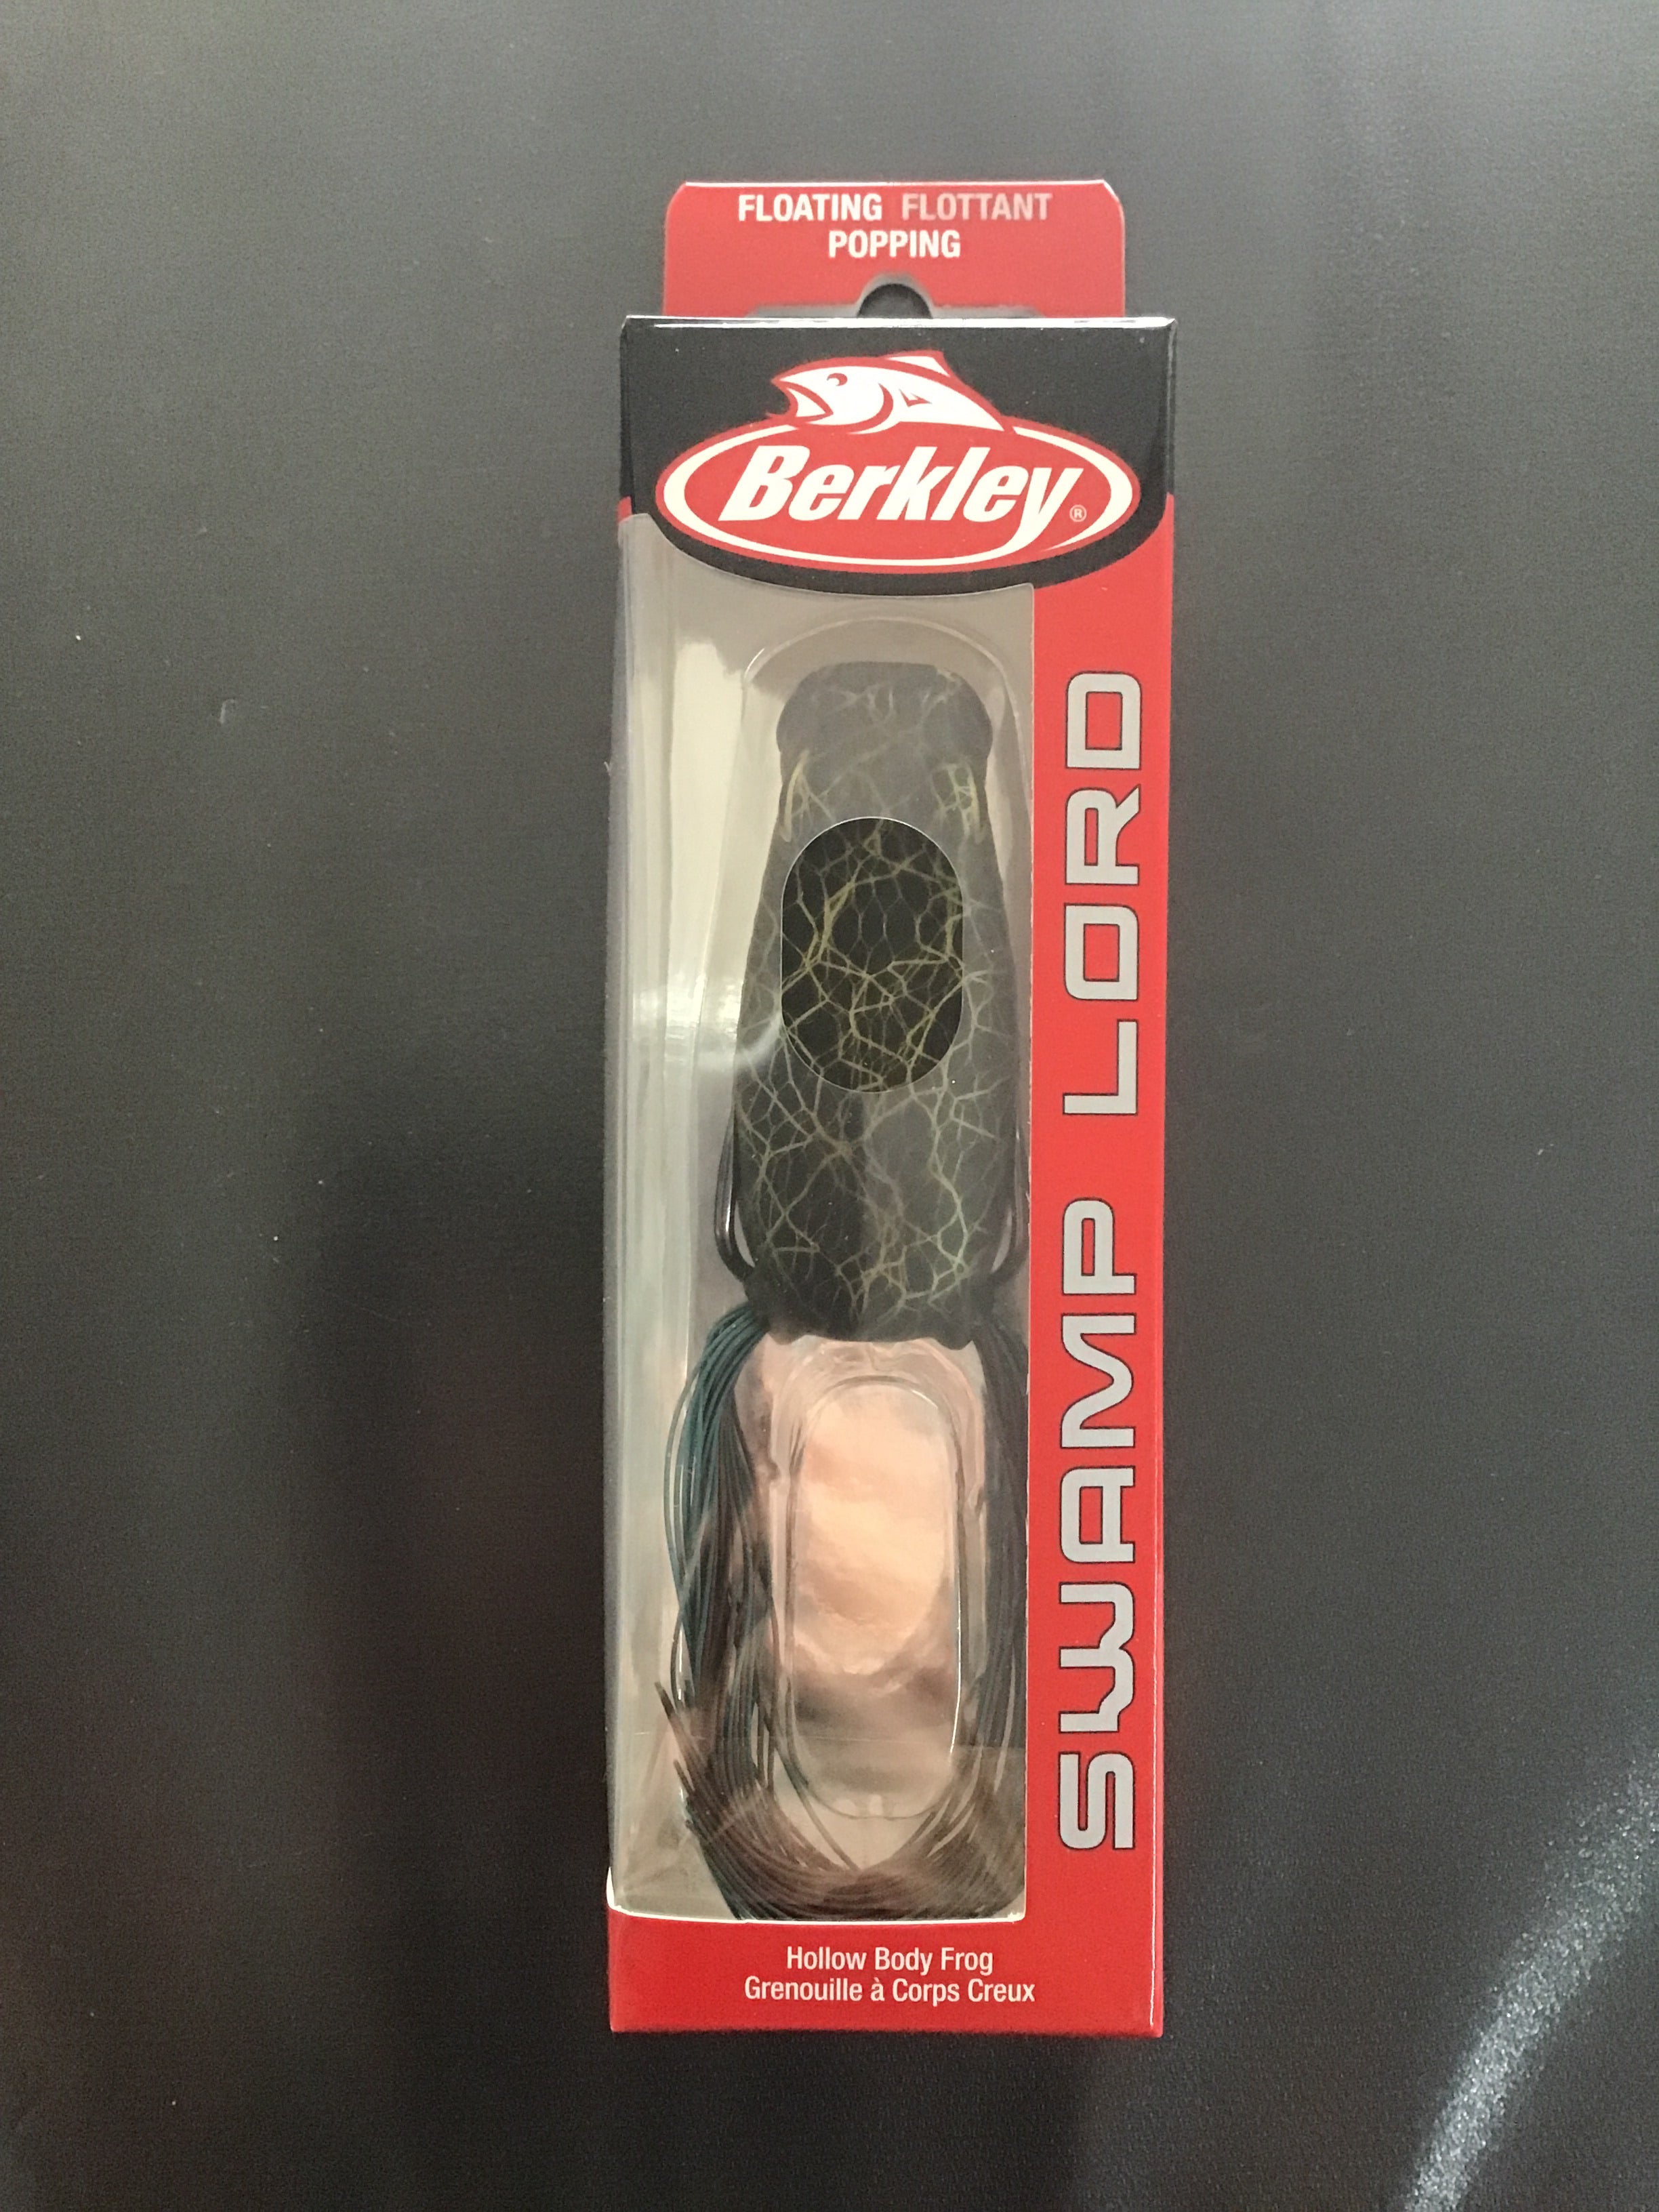 FLOATING FLOTTANT
POPPING
Berkley®
SWAMP LORD
Hollow Body Frog
Grenouille à Corps Creux